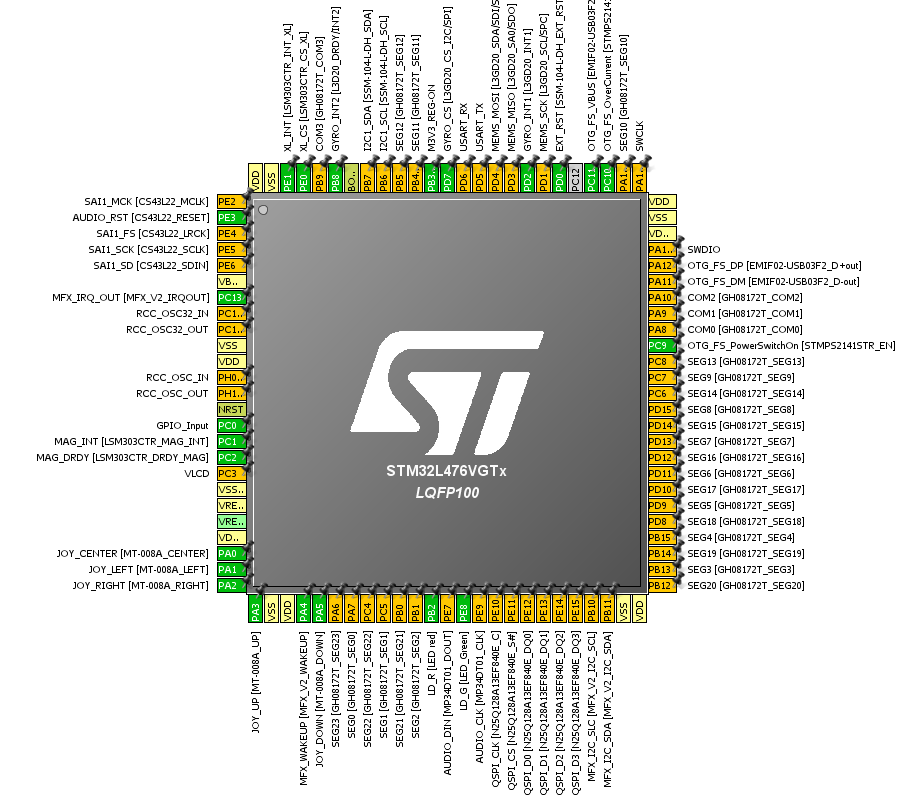 XL_INT [LSM303CTR_INT_XL]
XL_CS [LSM303CTR_CS_XL]
COM3 [GH08172T_COM3]
GYRO_INT2 [L3D20_DRDY/INT2]
I2C1_SDA [SSM-104-L-DH_SDA]
I2C1_SCL [SSM-104-L-DH_SCL]
SEG12 [GH08172T_SEG12]
SEG11 [GH08172T_SEG11]
M3V3_REG-ON
GYRO_CS [L3GD20_CS_I2C/SPI]
USART_RX
USART_TX
MEMS_MOSI [L3GD20_SDA/SDI/S
MEMS_MISO [L3GD20_SA0/SDO]
GYRO_INT1 [L3GD20_INT1]
MEMS_SCK [L3GD20_SCL/SPC]
EXT_RST [SSM-104-L-DH_EXT_RST
OTG_FS_VBUS [EMIF02-USB03F2
OTG_FS_OverCurrent [STMPS2141
SEG10 [GH08172T_SEG10]
SWCLK
VDD
VSS
PE1
PE0
PB9
PB8
BO..
PB7
PB6
PB5
PB4..
PB3..
PD7
PD6
PD5
PD4
PD3
PD2
PD1
PD0
PC12
PC11
PC10
PA1..
PA1..
SAI1_MCK [CS43L22_MCLK] PE2
AUDIO_RST [CS43L22_RESET] PE3
SAI1_FS [CS43L22_LRCK] PE4
SAI1_SCK [CS43L22_SCLK] PE5
SAI1_SD [CS43L22_SDIN] PE6
VB..
MFX_IRQ_OUT [MFX_V2_IRQOUT] PC13
RCC_OSC32_IN PC1..
RCC_OSC32_OUT PC1..
VSS
VDD
RCC_OSC_IN PH0..
RCC_OSC_OUT PH1..
NRST
GPIO_Input PC0
MAG_INT [LSM303CTR_MAG_INT] PC1
MAG_DRDY [LSM303CTR_DRDY_MAG] PC2
VLCD PC3
VSS..
VRE..
VRE..
VD..
JOY_CENTER [MT-008A_CENTER] PA0
JOY_LEFT [MT-008A_LEFT] PA1
JOY_RIGHT [MT-008A_RIGHT] PA2
ST
STM32L476VGTx
LQFP100
VDD
VSS
VD..
PA1.. SWDIO
PA12 OTG_FS_DP [EMIF02-USB03F2_D+out]
PA11 OTG_FS_DM [EMIF02-USB03F2_D-out]
PA10 COM2 [GH08172T_COM2]
PA9 COM1 [GH08172T_COM1]
PA8 COM0 [GH08172T_COM0]
PC9 OTG_FS_PowerSwitchOn [STMPS2141STR_EN]
PC8 SEG13 [GH08172T_SEG13]
PC7 SEG9 [GH08172T_SEG9]
PC6 SEG14 [GH08172T_SEG14]
PD15 SEG8 [GH08172T_SEG8]
PD14 SEG15 [GH08172T_SEG15]
PD13 SEG7 [GH08172T_SEG7]
PD12 SEG16 [GH08172T_SEG16]
PD11 SEG6 [GH08172T_SEG6]
PD10 SEG17 [GH08172T_SEG17]
PD9 SEG5 [GH08172T_SEG5]
PD8 SEG18 [GH08172T_SEG18]
PB15 SEG4 [GH08172T_SEG4]
PB14 SEG19 [GH08172T_SEG19]
PB13 SEG3 [GH08172T_SEG3]
PB12 SEG20 [GH08172T_SEG20]
PA3
VSS
VDD
PA4
PA5
PA6
PA7
PC4
PC5
PB0
PB1
PB2
PE7
PE8
PE9
PE10
PE11
PE12
PE13
PE14
PE15
PB10
PB11
VSS
VDD
JOY_UP [MT-008A_UP]
MFX_WAKEUP [MFX_V2_WAKEUP]
JOY_DOWN [MT-008A_DOWN]
SEG23 [GH08172T_SEG23]
SEG0 [GH08172T_SEG0]
SEG22 [GH08172T_SEG22]
SEG1 [GH08172T_SEG1]
SEG21 [GH08172T_SEG21]
SEG2 [GH08172T_SEG2]
LD_R [LED red]
AUDIO_DIN [MP34DT01_DOUT]
LD_G [LED_Green]
AUDIO_CLK [MP34DT01_CLK]
QSPI_CLK [N25Q128A13EF840E_C]
QSPI_CS [N25Q128A13EF840E_S#]
QSPI_D0 [N25Q128A13EF840E_DQ0]
QSPI_D1 [N25Q128A13EF840E_DQ1]
QSPI_D2 [N25Q128A13EF840E_DQ2]
QSPI_D3 [N25Q128A13EF840E_DQ3]
MFX_I2C_SLC [MFX_V2_I2C_SCL]
MFX_I2C_SDA [MFX_V2_I2C_SDA]